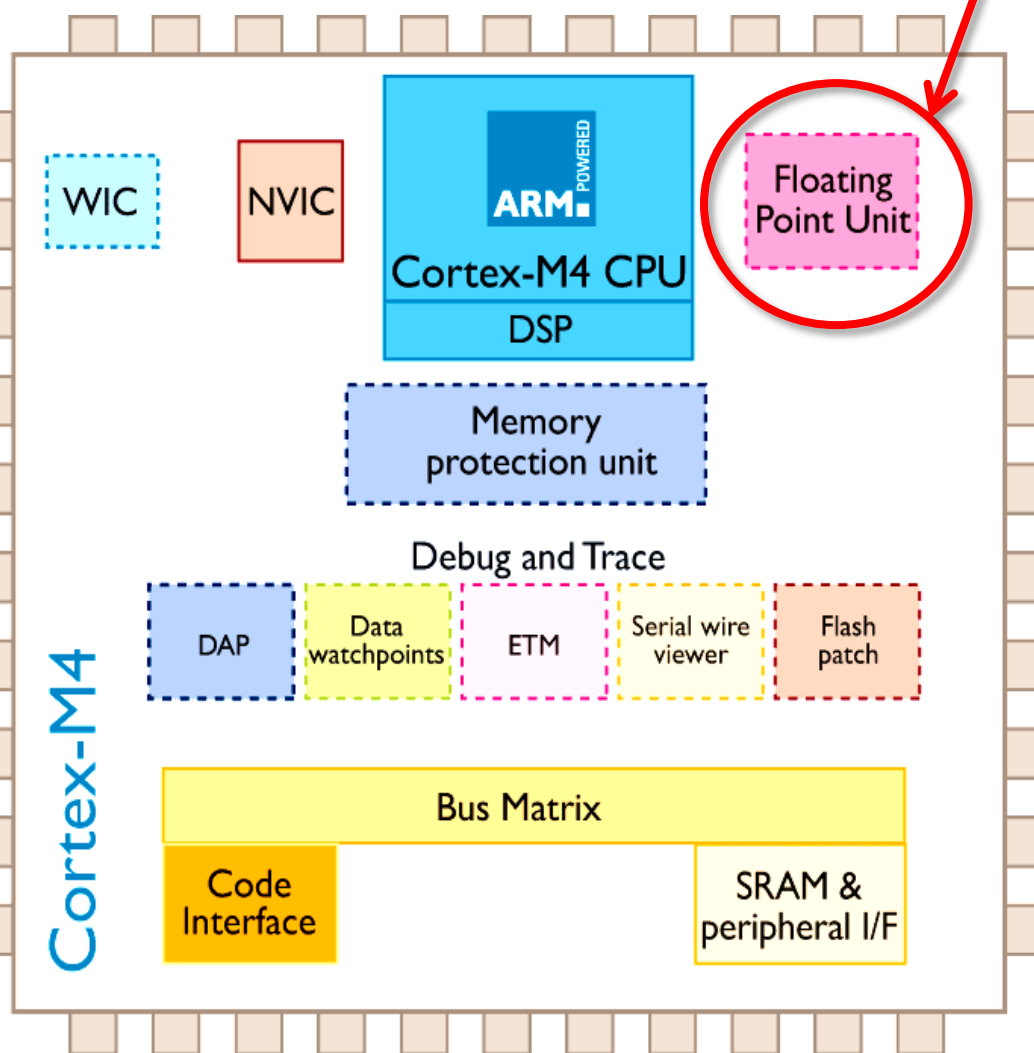 WIC
NVIC
ARM POWERED
Cortex-M4 CPU
DSP
Floating
Point Unit
Memory
protection unit
Debug and Trace
DAP
Data
watchpoints
ETM
Serial wire
viewer
Flash
patch
Cortex-M4
Bus Matrix
Code
Interface
SRAM &
peripheral I/F